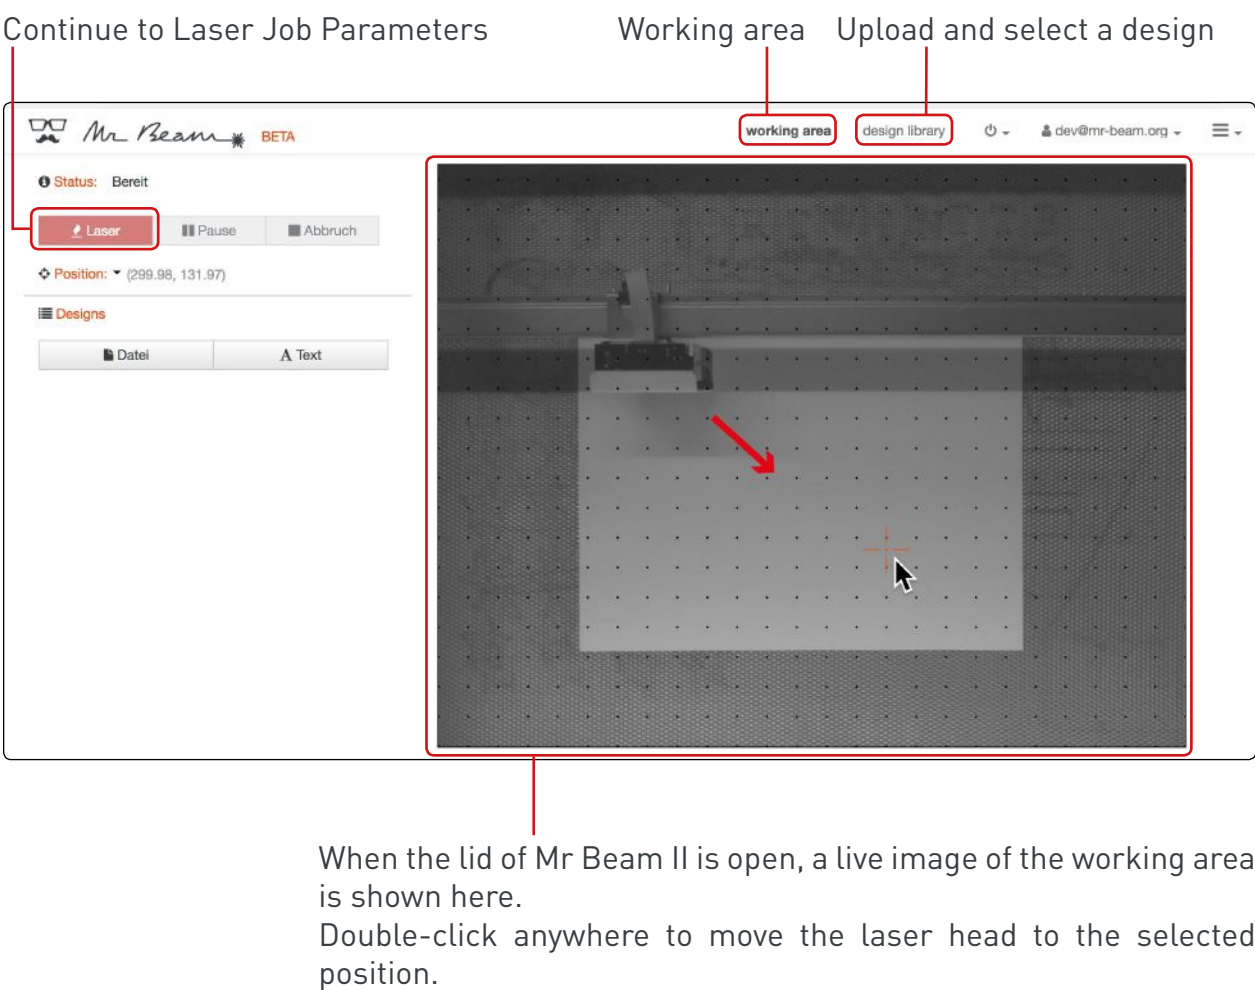 Continue to Laser Job Parameters
Working area
Upload and select a design
Mr Beam BETA
working area
design library
dev@mr-beam.org
Status: Bereit
Laser
Pause
Abbruch
Position: (299.98, 131.97)
Designs
Datei
A Text
When the lid of Mr Beam II is open, a live image of the working area
is shown here.
Double-click anywhere to move the laser head to the selected
position.